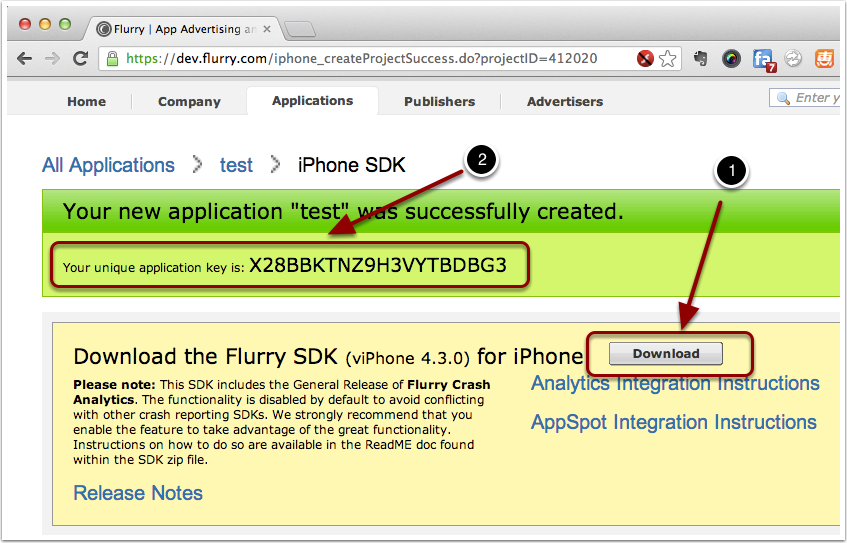 Flurry | App Advertising an
https://dev.flurry.com/iphone_createProjectSuccess.do?projectID=412020
7
Home Company Applications Publishers Advertisers Enter y
All Applications test iPhone SDK
2
1
Your new application "test" was successfully created.
Your unique application key is: X28BBKTNZ9H3VYTBDBG3
Download the Flurry SDK (viPhone 4.3.0) for iPhone Download
Please note: This SDK includes the General Release of Flurry Crash
Analytics. The functionality is disabled by default to avoid conflicting
with other crash reporting SDKs. We strongly recommend that you
enable the feature to take advantage of the great functionality.
Instructions on how to do so are available in the ReadME doc found
within the SDK zip file.
Analytics Integration Instructions
AppSpot Integration Instructions
Release Notes